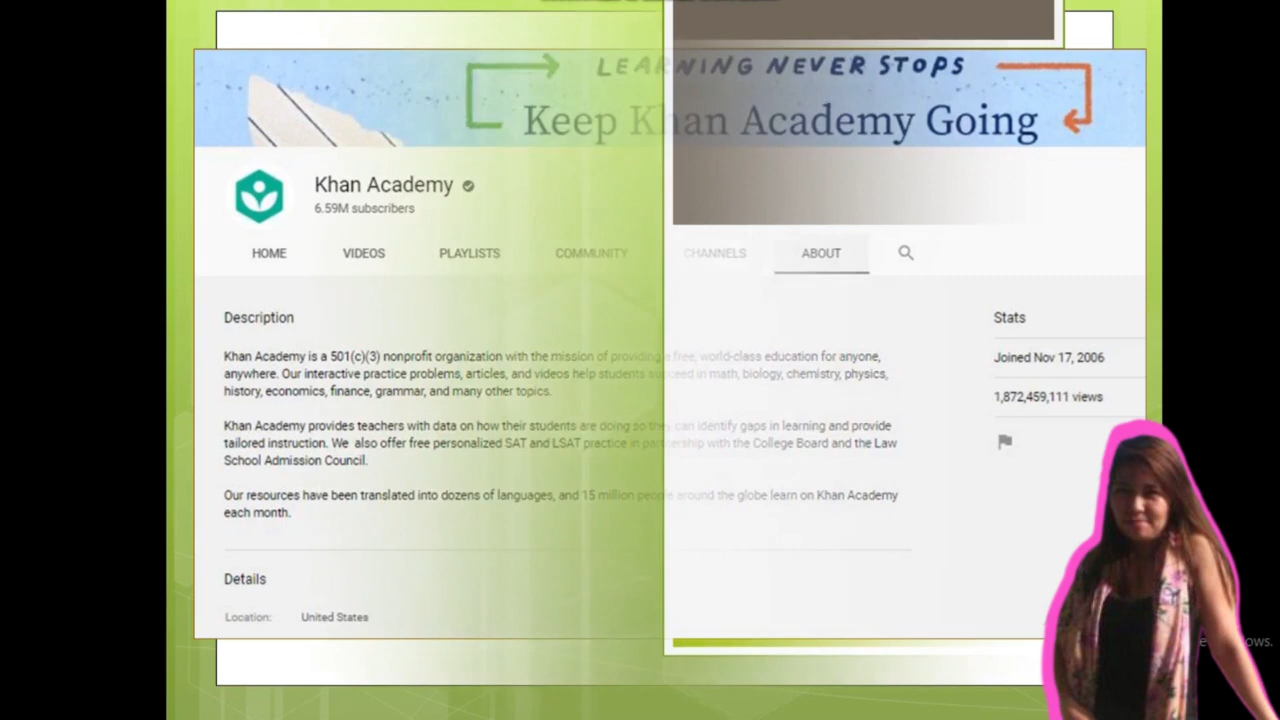 LEARNING NEVER STOPS
Keep Khan Academy Going
Khan Academy
6.59M subscribers
HOME VIDEOS PLAYLISTS COMMUNITY CHANNELS ABOUT
Description
Stats
Khan Academy is a 501(c)(3) nonprofit organization with the mission of providing a free, world-class education for anyone,
anywhere. Our interactive practice problems, articles, and videos help students succeed in math, biology, chemistry, physics,
history, economics, finance, grammar, and many other topics.
Joined Nov 17, 2006
1,872,459,111 views
Khan Academy provides teachers with data on how their students are doing so they can identify gaps in learning and provide
tailored instruction. We also offer free personalized SAT and LSAT practice in partnership with the College Board and the Law
School Admission Council.
Our resources have been translated into dozens of languages, and 15 million people around the globe learn on Khan Academy
each month.
Details
Location: United States